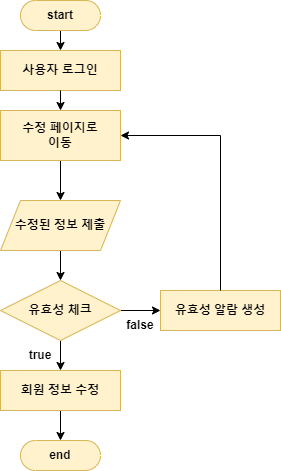 start
사용자 로그인
수정 페이지로
이동
수정된 정보 제출
유효성 체크
false
유효성 알람 생성
true
회원 정보 수정
end